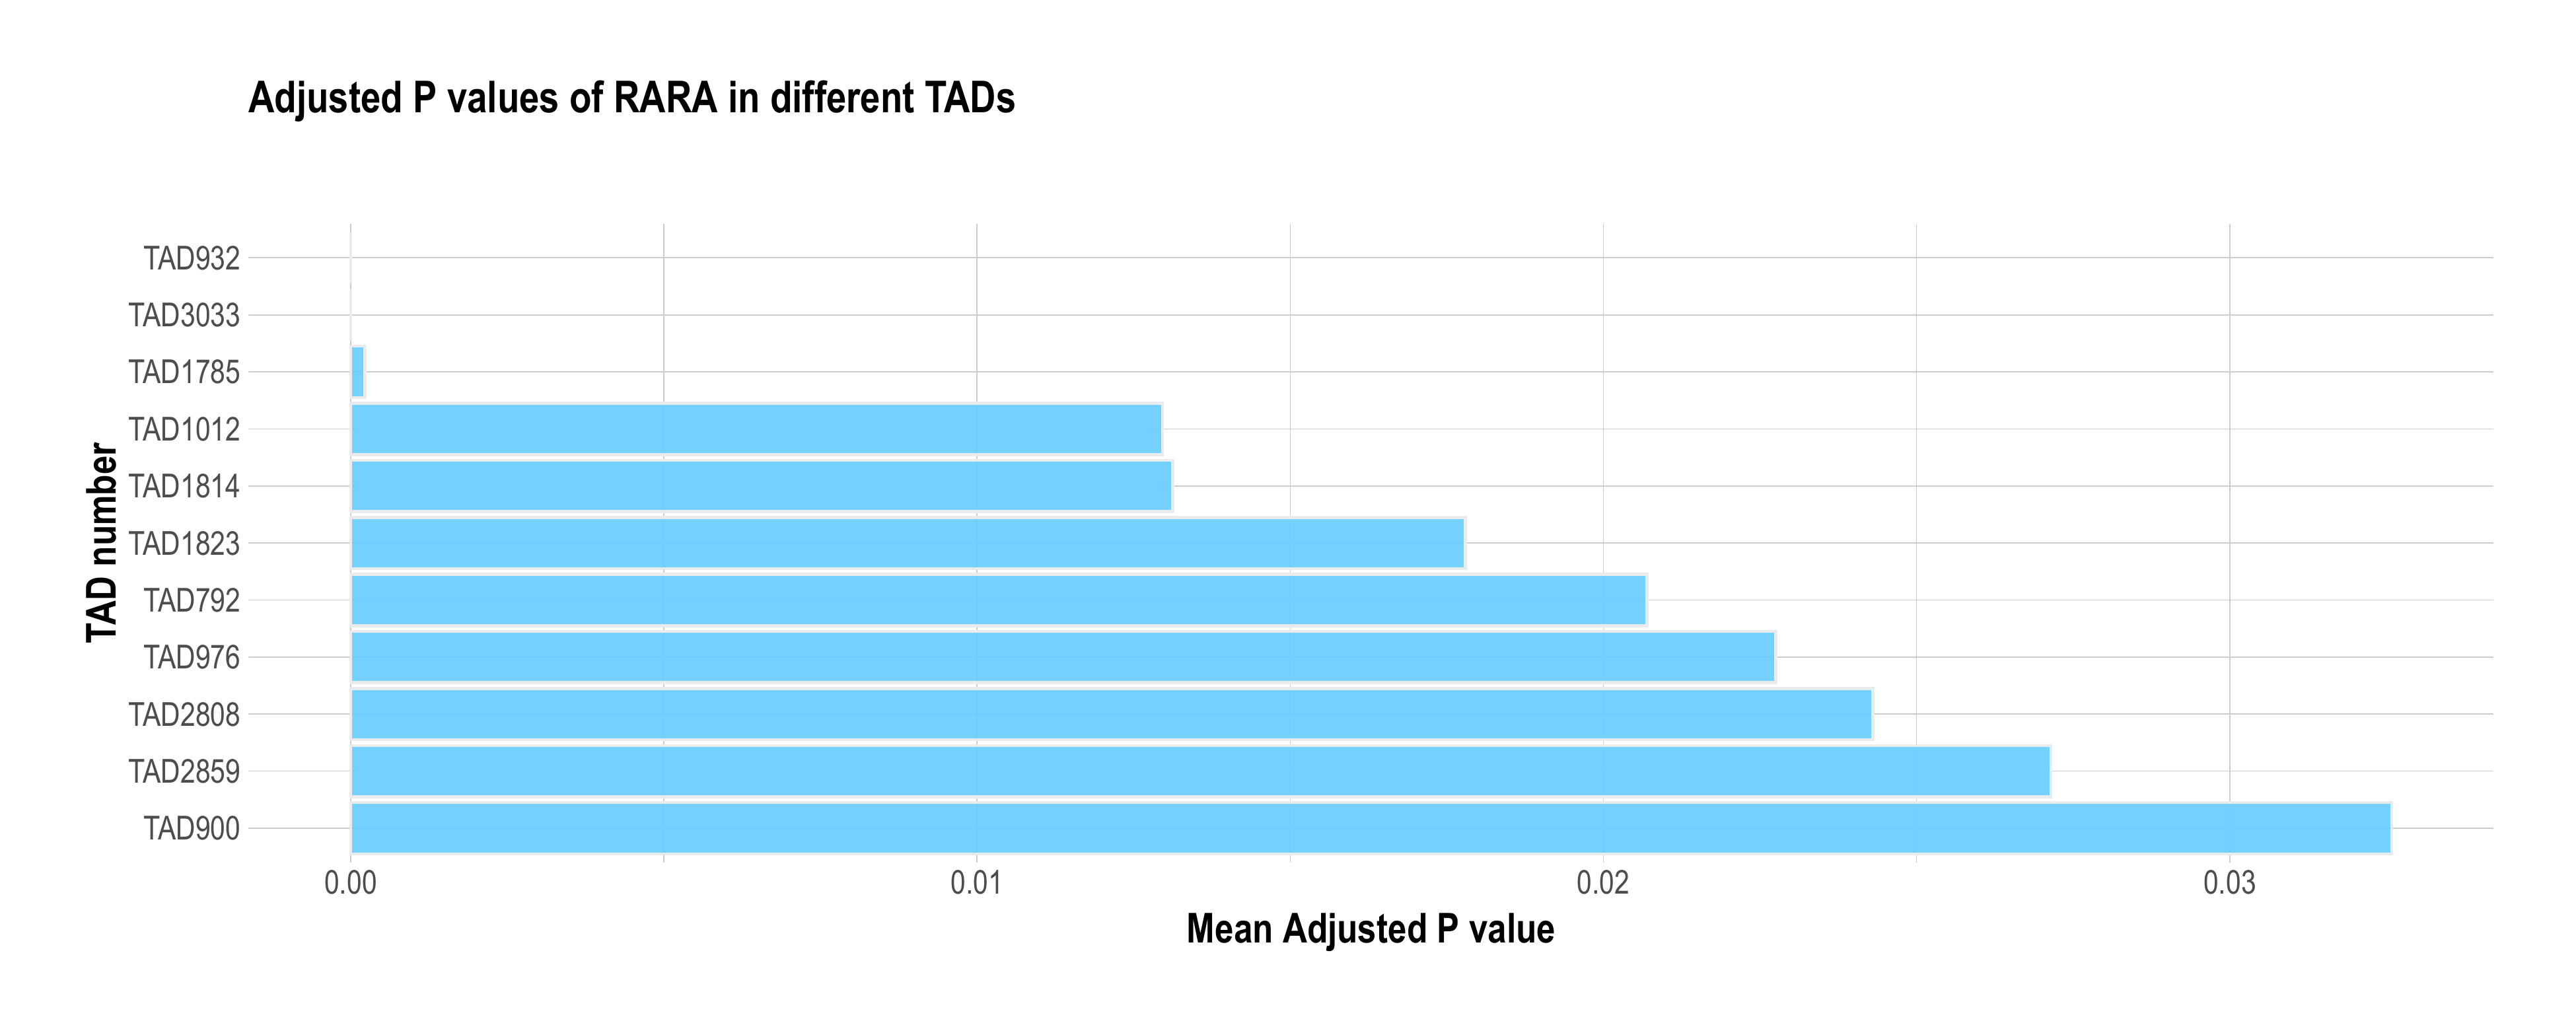 Adjusted P values of RARA in different TADs
TAD number
TAD932
TAD3033
TAD1785
TAD1012
TAD1814
TAD1823
TAD792
TAD976
TAD2808
TAD2859
TAD900
0.00 0.01 0.02 0.03
Mean Adjusted P value